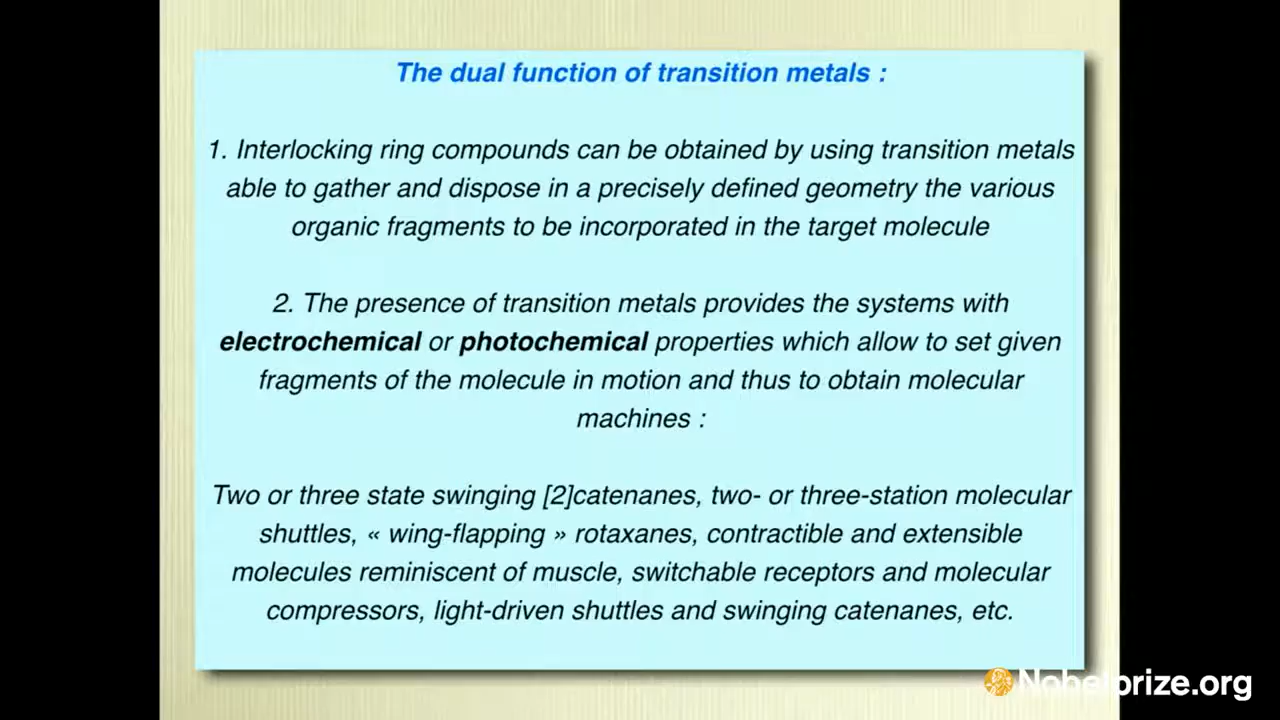 The dual function of transition metals :
1. Interlocking ring compounds can be obtained by using transition metals
able to gather and dispose in a precisely defined geometry the various
organic fragments to be incorporated in the target molecule
2. The presence of transition metals provides the systems with
electrochemical or photochemical properties which allow to set given
fragments of the molecule in motion and thus to obtain molecular
machines :
Two or three state swinging [2]catenanes, two- or three-station molecular
shuttles, « wing-flapping » rotaxanes, contractible and extensible
molecules reminiscent of muscle, switchable receptors and molecular
compressors, light-driven shuttles and swinging catenanes, etc.
Nobelprize.org